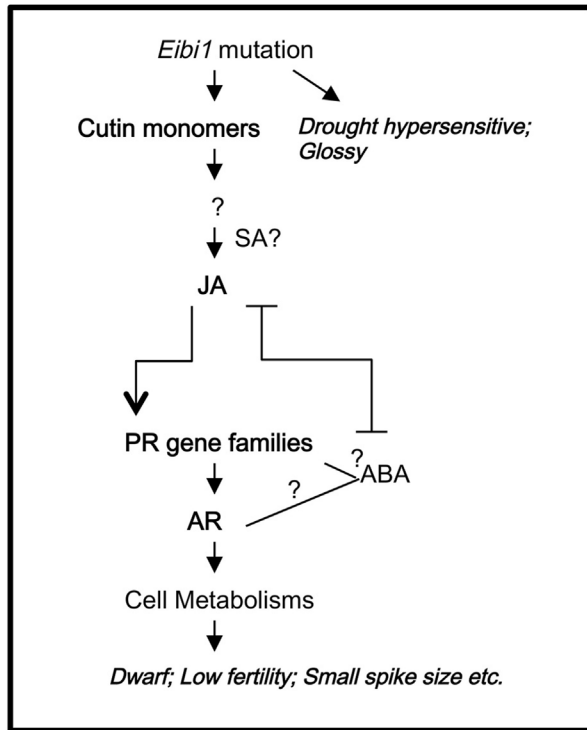 Eibi1 mutation
Cutin monomers
Drought hypersensitive;
Glossy
?
SA?
JA
PR gene families
?
ABA
?
AR
Cell Metabolisms
Dwarf; Low fertility; Small spike size etc.